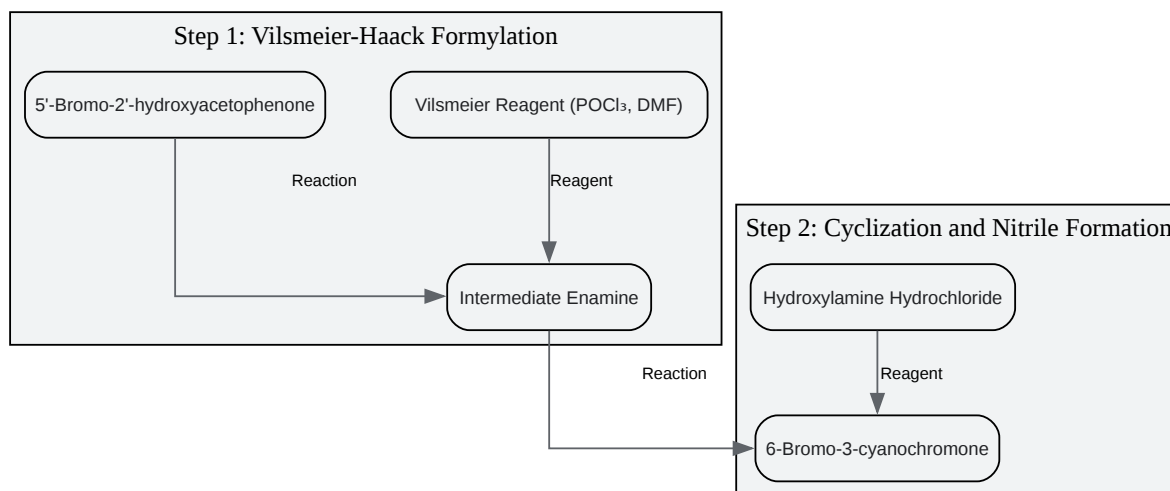 Step 1: Vilsmeier-Haack Formylation
5'-Bromo-2'-hydroxyacetophenone
Vilsmeier Reagent (POCl₃, DMF)
Reaction
Reagent
Intermediate Enamine
Step 2: Cyclization and Nitrile Formation
Hydroxylamine Hydrochloride
Reaction
Reagent
6-Bromo-3-cyanochromone